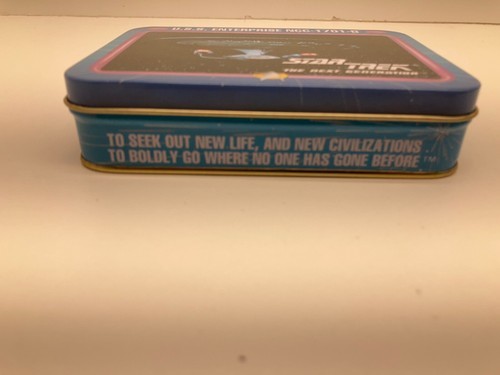 U.S.S. ENTERPRISE NCC-1701-D
STAR
TREK
THE NEXT GENERATION
TO SEEK OUT NEW LIFE, AND NEW CIVILIZATIONS
TO BOLDLY GO WHERE NO ONE HAS GONE BEFORE™